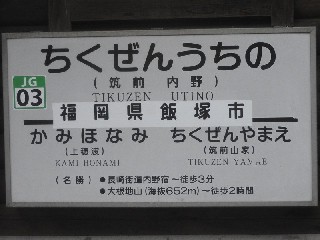 ちくぜんうちの
(筑前内野)
TIKUZEN UTINO
JG
03
福岡県飯塚市
かみほなみ ちくぜんやまえ
(上穂波) (筑前山家)
KAMI HONAMI TIKUZEN YAMAE
(名勝) ●長崎街道内野宿〜徒歩3分
●大根地山(海抜652m)〜徒歩2時間